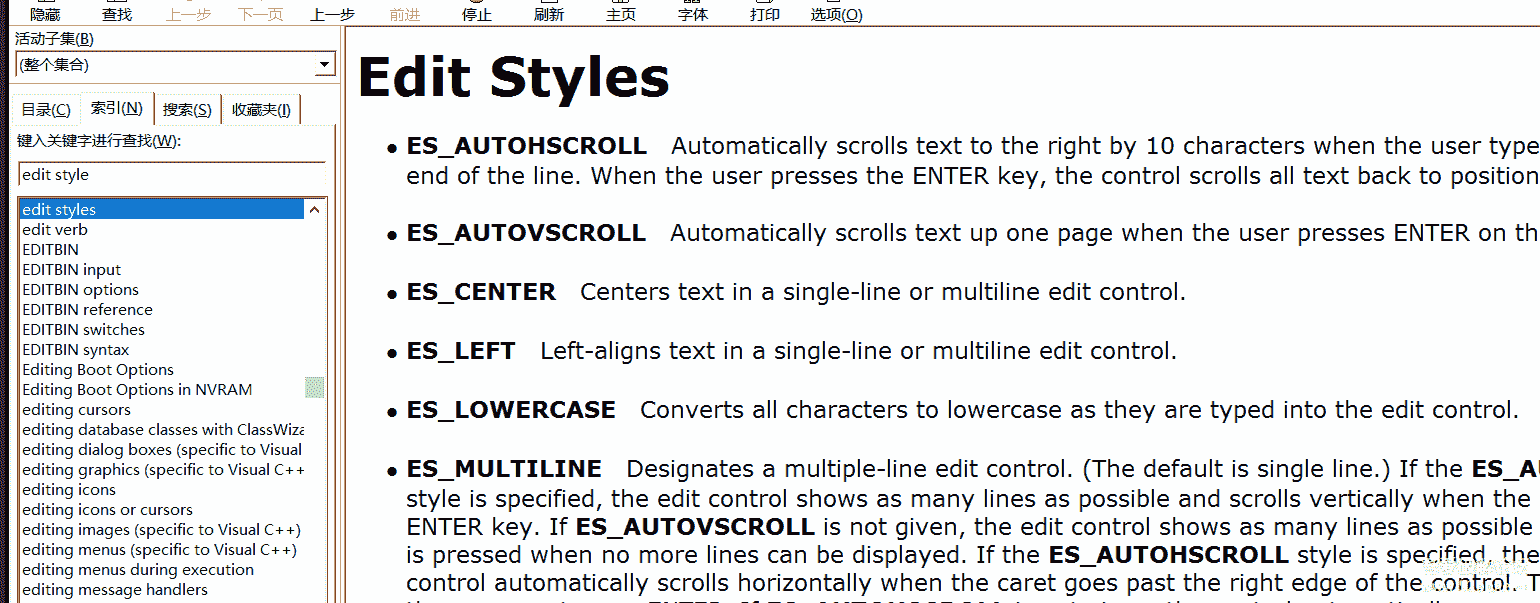 隐藏 查找 上一步 下一页 上一步 前进 停止 刷新 主页 字体 打印 选项(O)
活动子集(B)
(整个集合)
目录(C) 索引(N) 搜索(S) 收藏夹(I)
键入关键字进行查找(W):
edit style
edit styles
edit verb
EDITBIN
EDITBIN input
EDITBIN options
EDITBIN reference
EDITBIN switches
EDITBIN syntax
Editing Boot Options
Editing Boot Options in NVRAM
editing cursors
editing database classes with ClassWiza
editing dialog boxes (specific to Visual
editing graphics (specific to Visual C++
editing icons
editing icons or cursors
editing images (specific to Visual C++)
editing menus (specific to Visual C++)
editing menus during execution
editing message handlers
Edit Styles
• ES_AUTOHSCROLL Automatically scrolls text to the right by 10 characters when the user type
end of the line. When the user presses the ENTER key, the control scrolls all text back to position
• ES_AUTOVSCROLL Automatically scrolls text up one page when the user presses ENTER on th
• ES_CENTER Centers text in a single-line or multiline edit control.
• ES_LEFT Left-aligns text in a single-line or multiline edit control.
• ES_LOWERCASE Converts all characters to lowercase as they are typed into the edit control.
• ES_MULTILINE Designates a multiple-line edit control. (The default is single line.) If the ES_A
style is specified, the edit control shows as many lines as possible and scrolls vertically when the
ENTER key. If ES_AUTOVSCROLL is not given, the edit control shows as many lines as possible
is pressed when no more lines can be displayed. If the ES_AUTOHSCROLL style is specified, the
control automatically scrolls horizontally when the caret goes past the right edge of the control. T